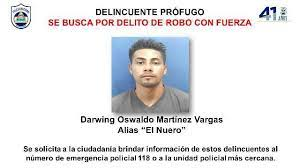 DELINCUENTE PRÓFUGO
SE BUSCA POR DELITO DE ROBO CON FUERZA
41
Darwing Oswaldo Martínez Vargas
Alias "El Nuero"
Se solicita a la ciudadanía brindar información de estos delincuentes al
número de emergencia policial 118 o a la unidad policial más cercana.